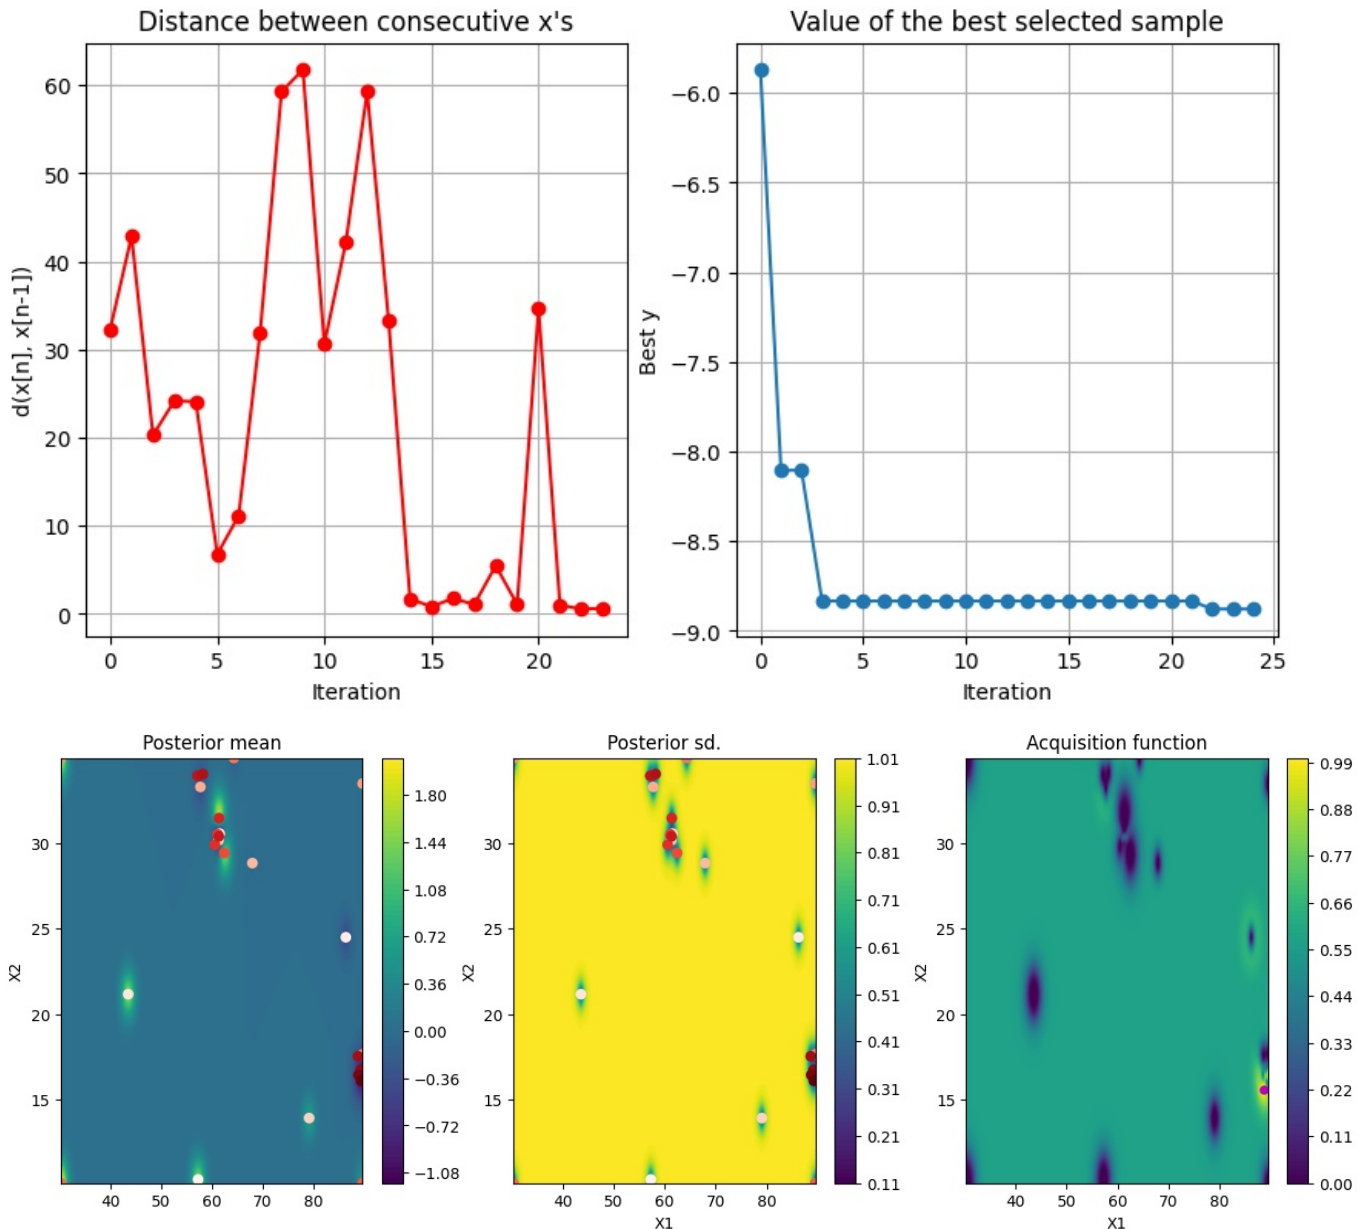 Distance between consecutive x's
Value of the best selected sample
d(x[n], x[n-1])
60
50
40
30
20
10
0
0 5 10 15 20
Iteration
Best y
−6.0
−6.5
−7.0
−7.5
−8.0
−8.5
−9.0
0 5 10 15 20 25
Iteration
Posterior mean
X2
30
25
20
15
40 50 60 70 80
1.80
1.44
1.08
0.72
0.36
0.00
−0.36
−0.72
−1.08
Posterior sd.
X2
30
25
20
15
40 50 60 70 80
X1
1.01
0.91
0.81
0.71
0.61
0.51
0.41
0.31
0.21
0.11
Acquisition function
X2
30
25
20
15
40 50 60 70 80
X1
0.99
0.88
0.77
0.66
0.55
0.44
0.33
0.22
0.11
0.00